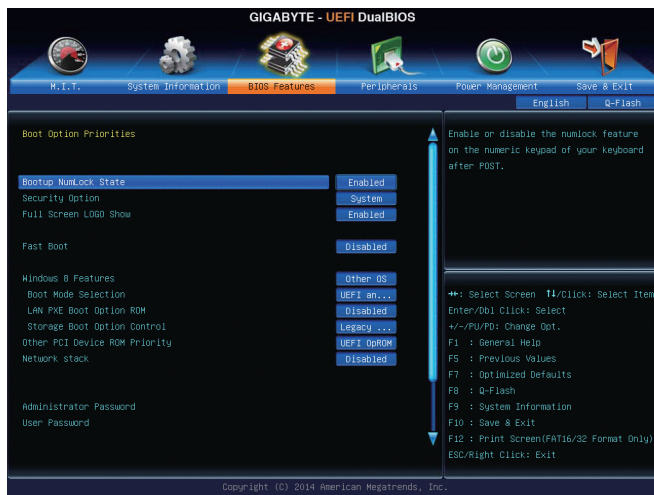 GIGABYTE - UEFI DualBIOS
M.I.T.
System Information
BIOS Features
Peripherals
Power Management
Save & Exit
English
Q-Flash
Boot Option Priorities
Bootup NumLock State Enabled
Security Option System
Full Screen LOGO Show Enabled
Fast Boot Disabled
Windows 8 Features Other OS
Boot Mode Selection UEFI an...
LAN PXE Boot Option ROM Disabled
Storage Boot Option Control Legacy ...
Other PCI Device ROM Priority UEFI OpROM
Network stack Disabled
Administrator Password
User Password
Enable or disable the numlock feature
on the numeric keypad of your keyboard
after POST.
→←: Select Screen ↑↓/Click: Select Item
Enter/Dbl Click: Select
+/-/PU/PD: Change Opt.
F1 : General Help
F5 : Previous Values
F7 : Optimized Defaults
F8 : Q-Flash
F9 : System Information
F10 : Save & Exit
F12 : Print Screen(FAT16/32 Format Only)
ESC/Right Click: Exit
Copyright (C) 2014 American Megatrends, Inc.